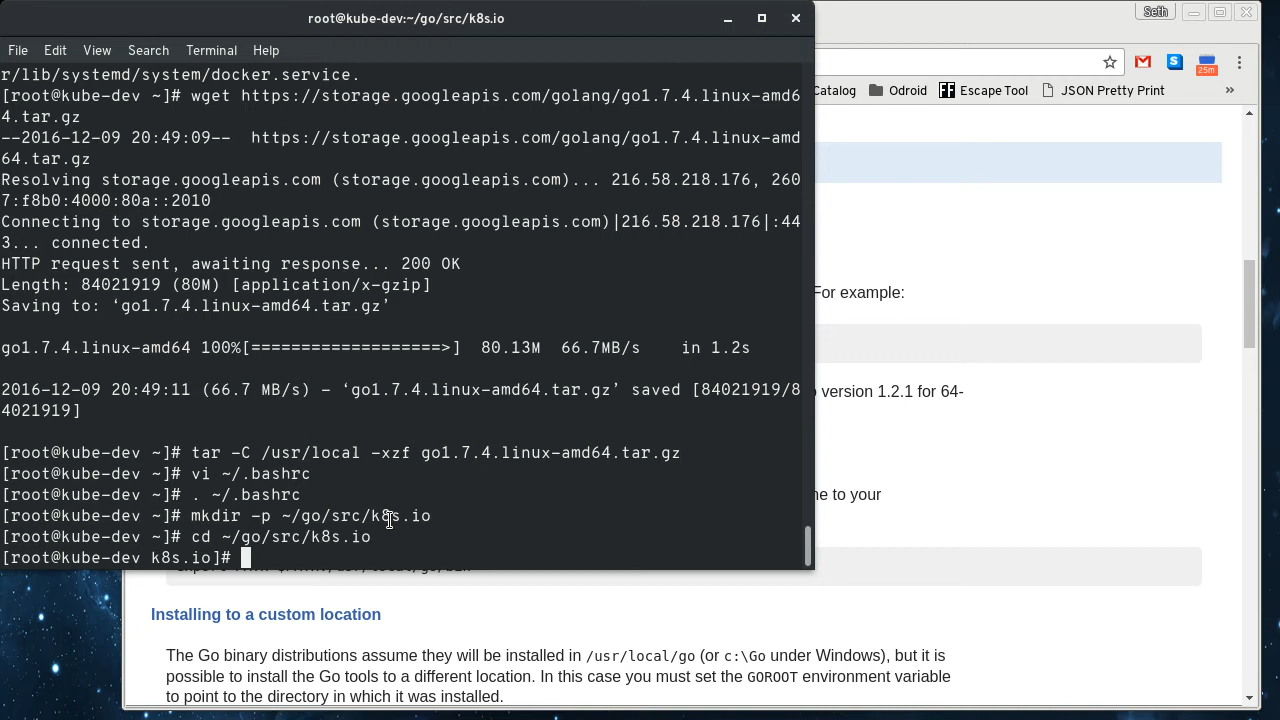 root@kube-dev:~/go/src/k8s.io
File Edit View Search Terminal Help
r/lib/systemd/system/docker.service.
[root@kube-dev ~]# wget https://storage.googleapis.com/golang/go1.7.4.linux-amd6
4.tar.gz
--2016-12-09 20:49:09--  https://storage.googleapis.com/golang/go1.7.4.linux-amd
64.tar.gz
Resolving storage.googleapis.com (storage.googleapis.com)... 216.58.218.176, 260
7:f8b0:4000:80a::2010
Connecting to storage.googleapis.com (storage.googleapis.com)|216.58.218.176|:44
3... connected.
HTTP request sent, awaiting response... 200 OK
Length: 84021919 (80M) [application/x-gzip]
Saving to: ‘go1.7.4.linux-amd64.tar.gz’
go1.7.4.linux-amd64 100%[===================>]  80.13M  66.7MB/s    in 1.2s
2016-12-09 20:49:11 (66.7 MB/s) - ‘go1.7.4.linux-amd64.tar.gz’ saved [84021919/8
4021919]
[root@kube-dev ~]# tar -C /usr/local -xzf go1.7.4.linux-amd64.tar.gz
[root@kube-dev ~]# vi ~/.bashrc
[root@kube-dev ~]# . ~/.bashrc
[root@kube-dev ~]# mkdir -p ~/go/src/k8s.io
[root@kube-dev ~]# cd ~/go/src/k8s.io
[root@kube-dev k8s.io]#
Seth
25m
Catalog Odroid FF Escape Tool JSON Pretty Print »
For example:
version 1.2.1 for 64-
to your
Installing to a custom location
The Go binary distributions assume they will be installed in /usr/local/go (or c:\Go under Windows), but it is
possible to install the Go tools to a different location. In this case you must set the GOROOT environment variable
to point to the directory in which it was installed.